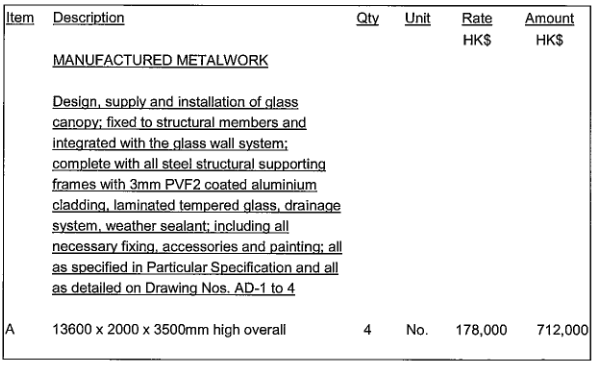 Item Description Qty Unit Rate Amount
HK$ HK$
MANUFACTURED METALWORK
Design, supply and installation of glass
canopy; fixed to structural members and
integrated with the glass wall system;
complete with all steel structural supporting
frames with 3mm PVF2 coated aluminium
cladding, laminated tempered glass, drainage
system, weather sealant; including all
necessary fixing, accessories and painting; all
as specified in Particular Specification and all
as detailed on Drawing Nos. AD-1 to 4
A 13600 x 2000 x 3500mm high overall 4 No. 178,000 712,000